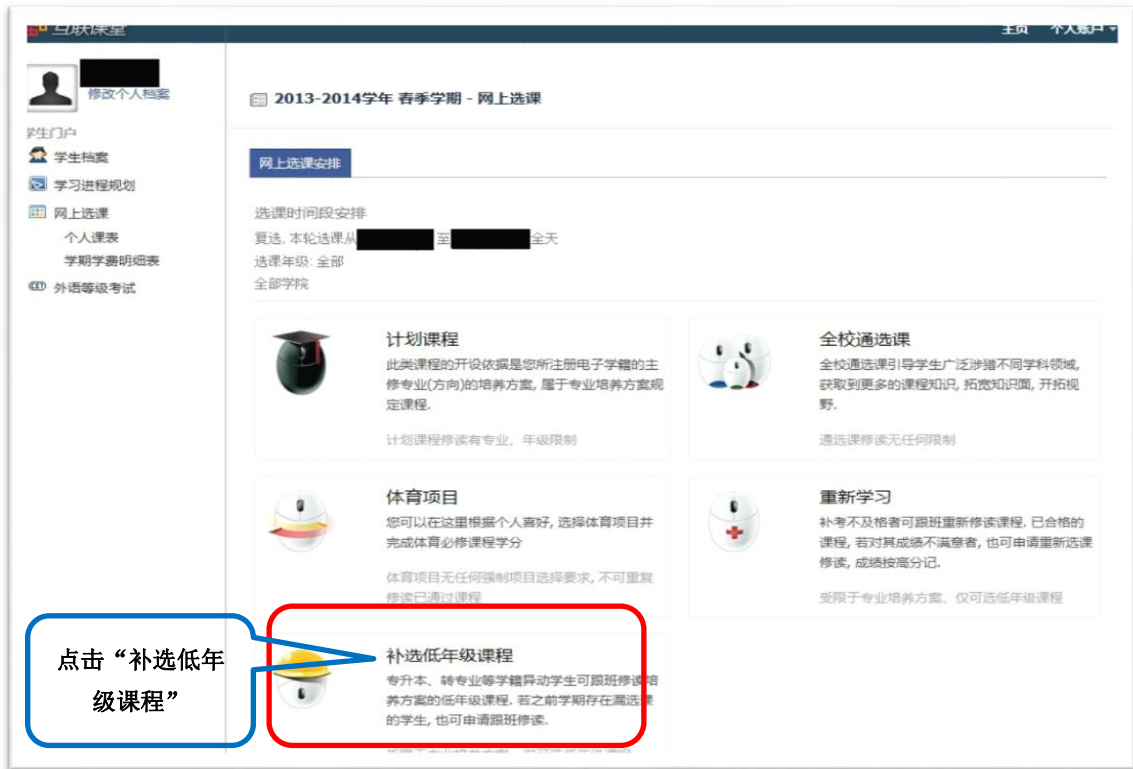 互联课堂
主页 个人账户
修改个人档案
2013-2014学年 春季学期 - 网上选课
学生门户
学生档案
网上选课安排
学习进程规划
网上选课
选课时间段安排
个人课表
复选, 本轮选课从 至 全天
学期学费明细表
选课年级: 全部
CET 外语等级考试
全部学院
计划课程
此类课程的开设依据是您所注册电子学籍的主
修专业(方向)的培养方案, 属于专业培养方案规
定课程.
计划课程修读有专业、年级限制
全校通选课
全校通选课引导学生广泛涉猎不同学科领域,
获取到更多的课程知识, 拓宽知识面, 开拓视
野.
通选课修读无任何限制
体育项目
您可以在这里根据个人喜好, 选择体育项目并
完成体育必修课程学分
体育项目无任何强制项目选择要求, 不可重复
修读已通过课程
重新学习
补考不及格者可跟班重新修读课程. 已合格的
课程, 若对其成绩不满意者, 也可申请重新选课
修读, 成绩按高分记.
受限于专业培养方案、仅可选低年级课程
点击“补选低年
级课程”
补选低年级课程
专升本、转专业等学籍异动学生可跟班修读培
养方案的低年级课程. 若之前学期存在漏选课
的学生, 也可申请跟班修读.
受限于专业培养方案、仅可选低年级课程